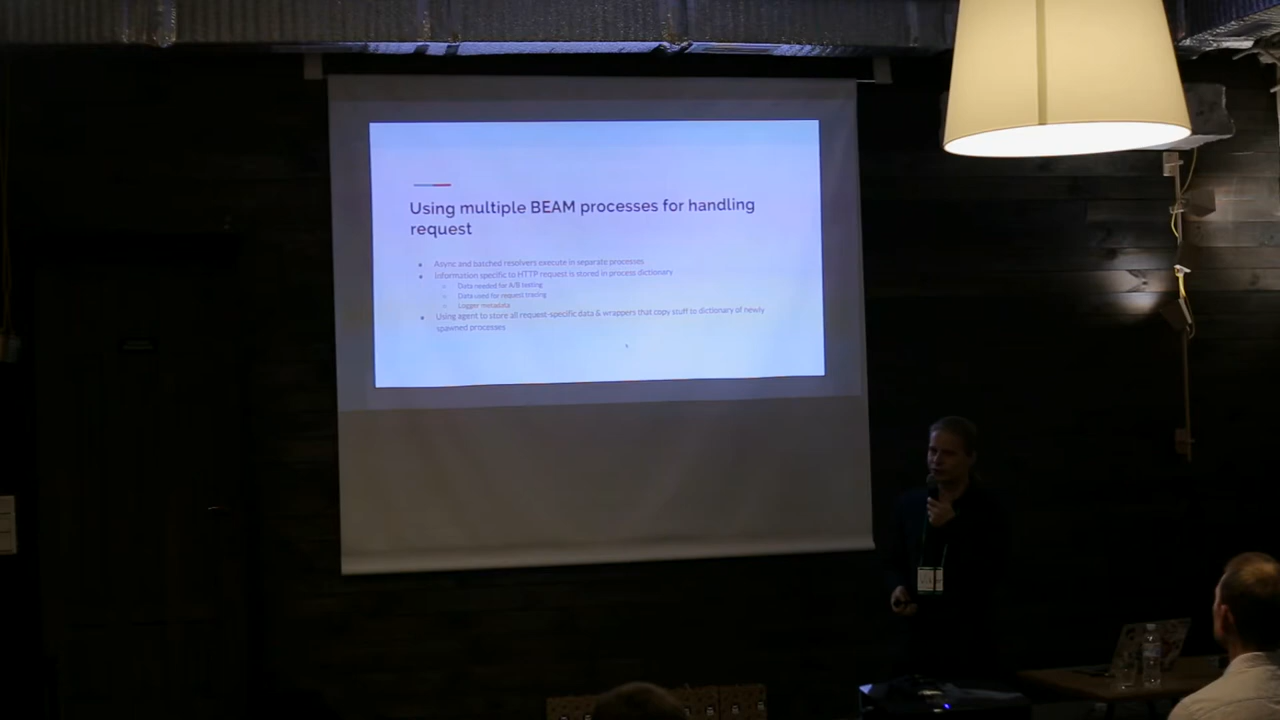 Using multiple BEAM processes for handling
request
Async and batched resolvers execute in separate processes
Information specific to HTTP request is stored in process dictionary
Data needed for A/B testing
Data used for request tracing
Logger metadata
Using agent to store all request-specific data & wrappers that copy stuff to dictionary of newly
spawned processes